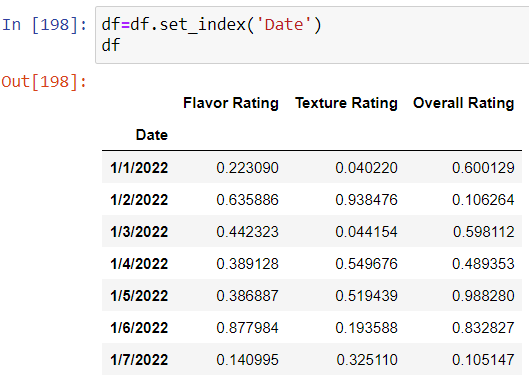 In [198]: df=df.set_index('Date')
df
Out[198]:
Flavor Rating Texture Rating Overall Rating
Date
1/1/2022 0.223090 0.040220 0.600129
1/2/2022 0.635886 0.938476 0.106264
1/3/2022 0.442323 0.044154 0.598112
1/4/2022 0.389128 0.549676 0.489353
1/5/2022 0.386887 0.519439 0.988280
1/6/2022 0.877984 0.193588 0.832827
1/7/2022 0.140995 0.325110 0.105147